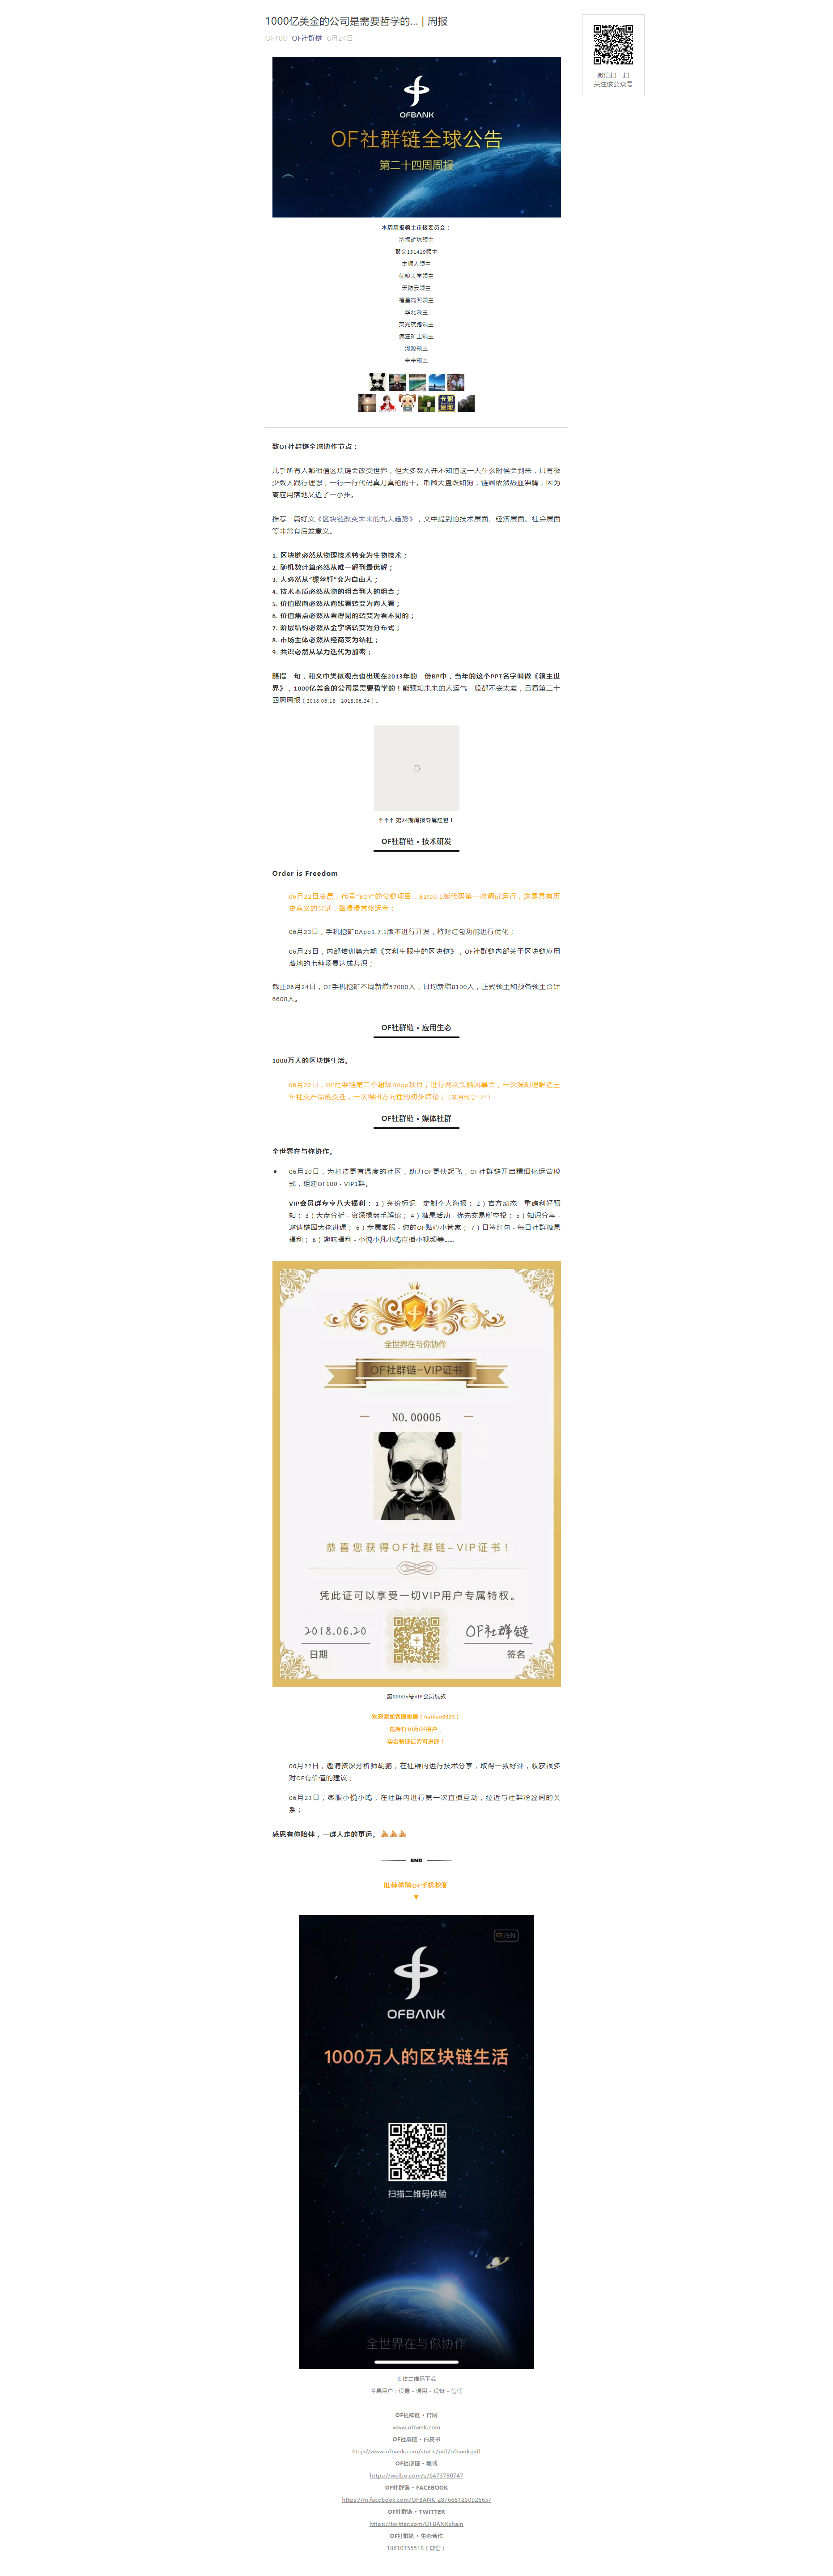 1000亿美金的公司是需要哲学的... | 周报
OF100 OF社群链 6月24日
微信扫一扫
关注该公众号
OFBANK
OF社群链全球公告
第二十四周周报
本周周报领主审核委员会：
鸿福矿坑领主
聚义131419领主
本顺人领主
优粮大学领主
天防云领主
福星高照领主
华北领主
荧光夜跑领主
疯狂矿工领主
河源领主
幸幸领主
致OF社群链全球协作节点：
几乎所有人都相信区块链会改变世界，但大多数人并不知道这一天什么时候会到来，只有极
少数人践行理想，一行一行代码真刀真枪的干。币圈大盘跌如狗，链圈依然热血沸腾，因为
离应用落地又近了一小步。
推荐一篇好文《区块链改变未来的九大趋势》，文中提到的技术层面、经济层面、社会层面
等非常有启发意义。
1. 区块链必然从物理技术转变为生物技术；
2. 随机数计算必然从唯一解到最优解；
3. 人必然从“螺丝钉”变为自由人；
4. 技术本质必然从物的组合到人的组合；
5. 价值取向必然从向钱看转变为向人看；
6. 价值焦点必然从看得见的转变为看不见的；
7. 阶层结构必然从金字塔转变为分布式；
8. 市场主体必然从经商变为结社；
9. 共识必然从暴力迭代为加密；
略提一句，和文中类似观点也出现在2013年的一份BP中，当年的这个PPT名字叫做《领主世
界》，1000亿美金的公司是需要哲学的！能预知未来的人运气一般都不会太差，且看第二十
四周周报（2018.06.18 - 2018.06.24）。
↑↑↑ 第24期周报专属红包！
OF社群链 • 技术研发
Order is Freedom
06月22日凌晨，代号“BOY”的公链项目，Bate0.1版代码第一次调试运行，这是具有历
史意义的尝试，路漫漫其修远兮；
06月23日，手机挖矿DApp1.7.1版本进行开发，将对红包功能进行优化；
06月23日，内部培训第六期《文科生眼中的区块链》，OF社群链内部关于区块链应用
落地的七种场景达成共识；
截止06月24日，OF手机挖矿本周新增57000人，日均新增8100人，正式领主和预备领主合计
6600人。
OF社群链 • 应用生态
1000万人的区块链生活。
06月22日，OF社群链第二个超级DApp项目，进行两次头脑风暴会，一次深刻理解近三
年社交产品的变迁，一次得出方向性的初步结论；（项目代号“L2”）
OF社群链 • 媒体社群
全世界在与你协作。
• 06月20日，为打造更有温度的社区，助力OF更快起飞，OF社群链开启精细化运营模
式，组建OF100 - VIP1群。
VIP会员群专享八大福利： 1）身份标识 - 定制个人海报； 2）官方动态 - 重磅利好预
知； 3）大盘分析 - 资深操盘手解读； 4）糖果活动 - 优先交易所空投； 5）知识分享 -
邀请链圈大佬讲课； 6）专属客服 - 您的OF贴心小管家； 7）日签红包 - 每日社群糖果
福利； 8）趣味福利 - 小悦小凡小鸣直播小视频等……
全世界在与你协作
OF社群链-VIP证书
NO.00005
恭喜您获得OF社群链-VIP证书！
凭此证可以享受一切VIP用户专属特权。
2018.06.20
OF社群链
日期
签名
第00005号VIP会员坑叔
且持有10万OF用户，
实名验证后皆可进群！
06月22日，邀请资深分析师胡鹏，在社群内进行技术分享，取得一致好评，收获很多
对OF有价值的建议；
06月23日，客服小悦小鸣，在社群内进行第一次直播互动，拉近与社群粉丝间的关
系；
感恩有你陪伴，一群人走的更远。
END
推荐体验OF手机挖矿
▼
中/EN
OFBANK
1000万人的区块链生活
扫描二维码体验
全世界在与你协作
长按二维码下载
苹果用户：设置 - 通用 - 设备 - 信任
OF社群链 • 官网
www.ofbank.com
OF社群链 • 白皮书
http://www.ofbank.com/static/pdf/ofbank.pdf
OF社群链 • 微博
https://weibo.com/u/6473780747
OF社群链 • FACEBOOK
https://m.facebook.com/OFBANK-287668125092665/
OF社群链 • TWITTER
https://twitter.com/OFBANKchain
OF社群链 • 生态合作
18610155518（微信）